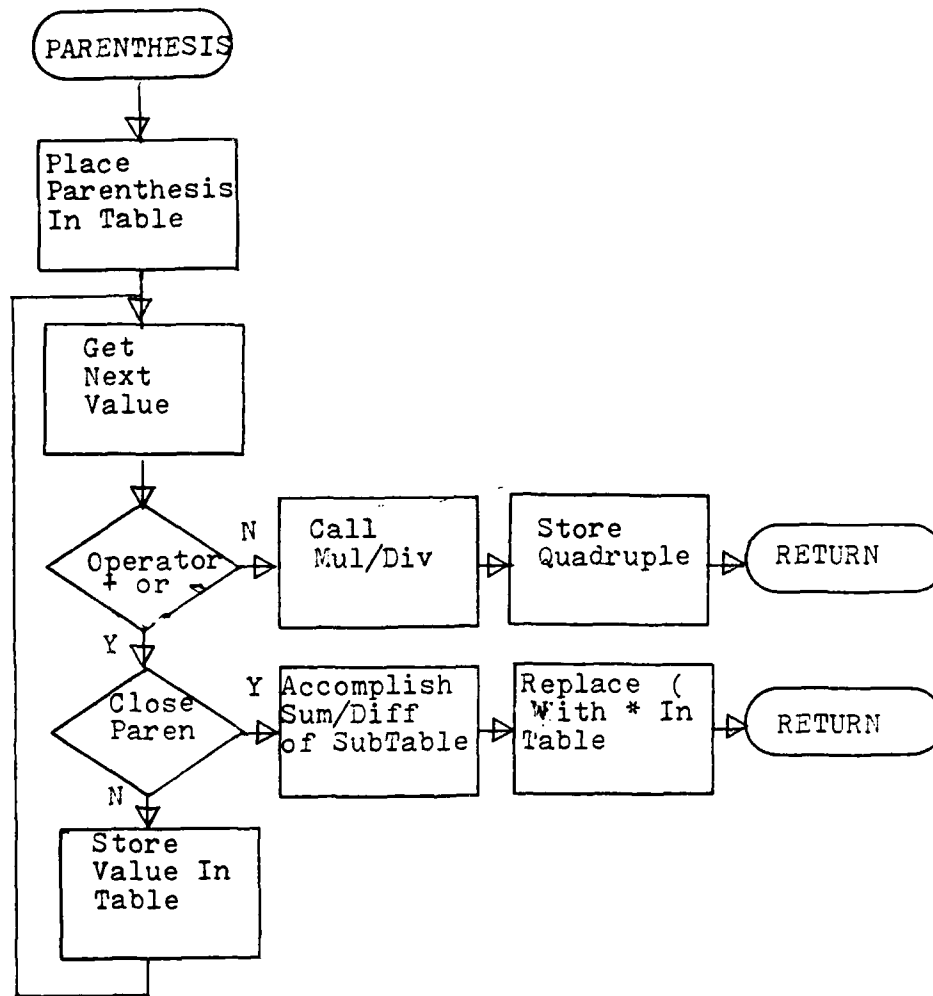 PARENTHESIS
Place
Parenthesis
In Table
Get
Next
Value
Operator
+ or
N
Call
Mul/Div
Store
Quadruple
RETURN
Y
Close
Paren
Y
Accomplish
Sum/Diff
of SubTable
Replace (
With * In
Table
RETURN
N
Store
Value In
Table